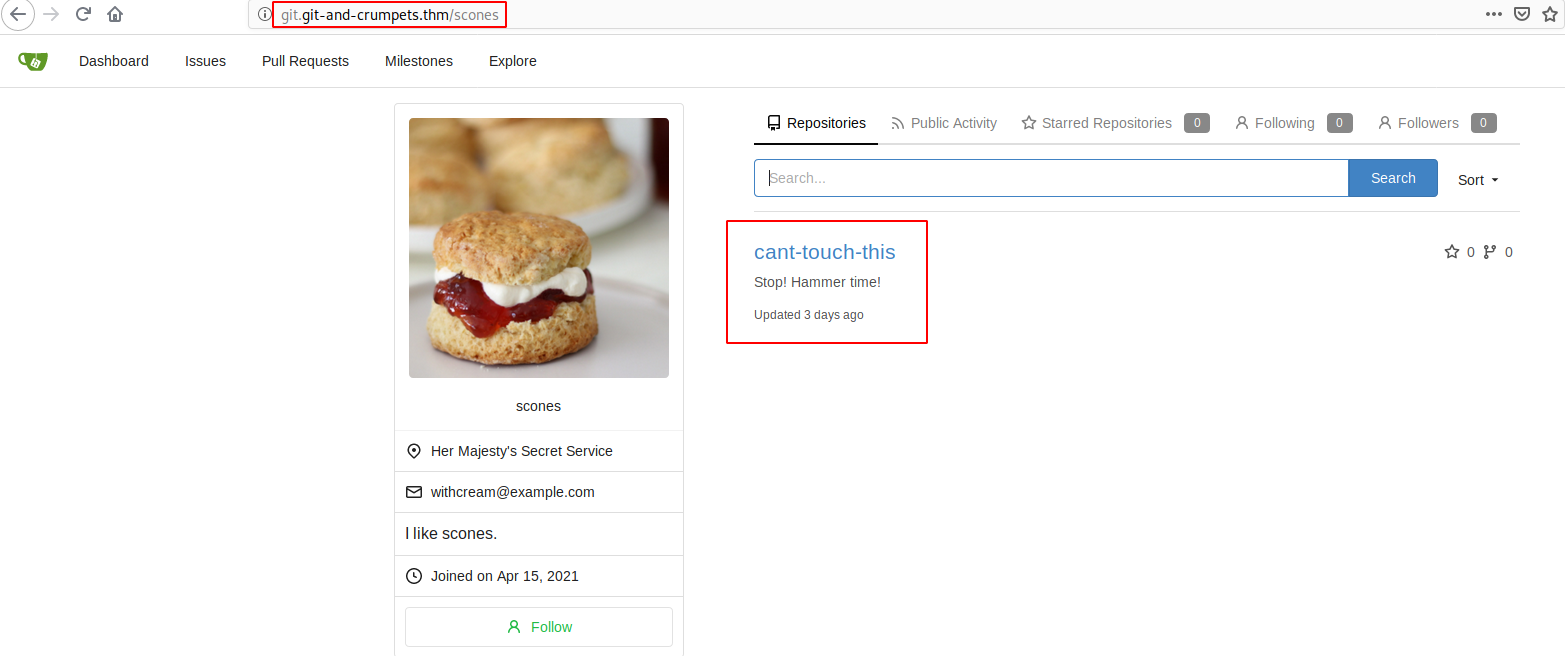 git.git-and-crumpets.thm/scones
Dashboard Issues Pull Requests Milestones Explore
Repositories Public Activity Starred Repositories 0 Following 0 Followers 0
Search... Search Sort
cant-touch-this 0 0
Stop! Hammer time!
Updated 3 days ago
scones
Her Majesty's Secret Service
withcream@example.com
I like scones.
Joined on Apr 15, 2021
Follow